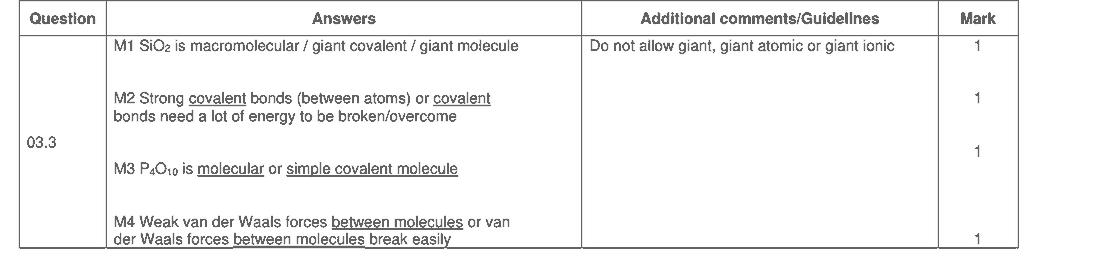 Question Answers Additional comments/Guidelines Mark
M1 SiO₂ is macromolecular / giant covalent / giant molecule Do not allow giant, giant atomic or giant ionic 1
M2 Strong covalent bonds (between atoms) or covalent 1
bonds need a lot of energy to be broken/overcome
03.3
1
M3 P₄O₁₀ is molecular or simple covalent molecule
M4 Weak van der Waals forces between molecules or van
der Waals forces between molecules break easily 1